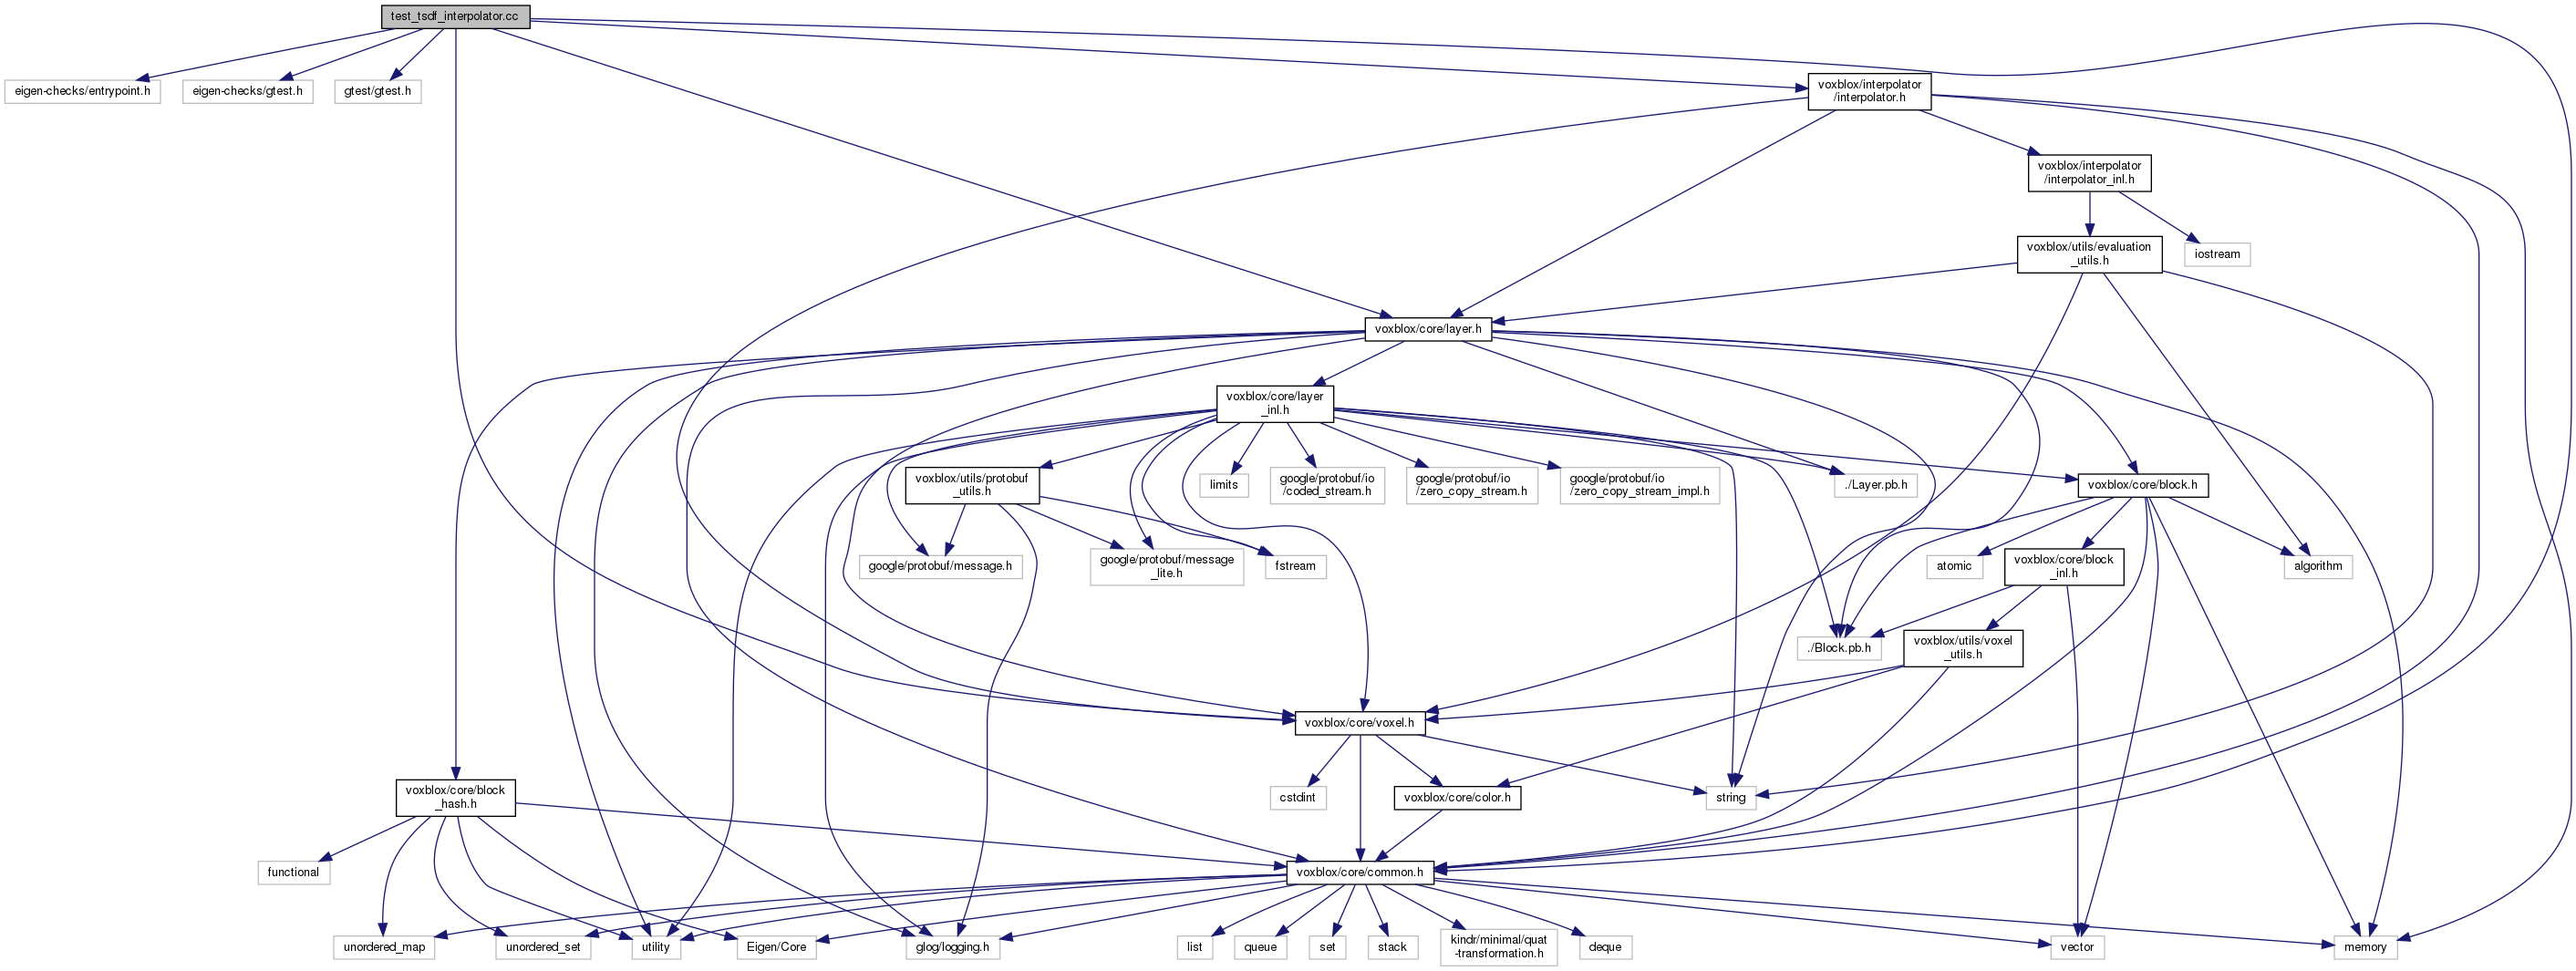 test_tsdf_interpolator.cc
eigen-checks/entrypoint.h
eigen-checks/gtest.h
gtest/gtest.h
voxblox/interpolator
/interpolator.h
voxblox/interpolator
/interpolator_inl.h
voxblox/utils/evaluation
_utils.h
iostream
voxblox/core/layer.h
voxblox/core/layer
_inl.h
voxblox/utils/protobuf
_utils.h
limits
google/protobuf/io
/coded_stream.h
google/protobuf/io
/zero_copy_stream.h
google/protobuf/io
/zero_copy_stream_impl.h
./Layer.pb.h
voxblox/core/block.h
google/protobuf/message.h
google/protobuf/message
_lite.h
fstream
atomic
voxblox/core/block
_inl.h
algorithm
./Block.pb.h
voxblox/utils/voxel
_utils.h
voxblox/core/voxel.h
voxblox/core/block
_hash.h
cstdint
voxblox/core/color.h
string
functional
voxblox/core/common.h
unordered_map
unordered_set
utility
Eigen/Core
glog/logging.h
list
queue
set
stack
kindr/minimal/quat
-transformation.h
deque
vector
memory